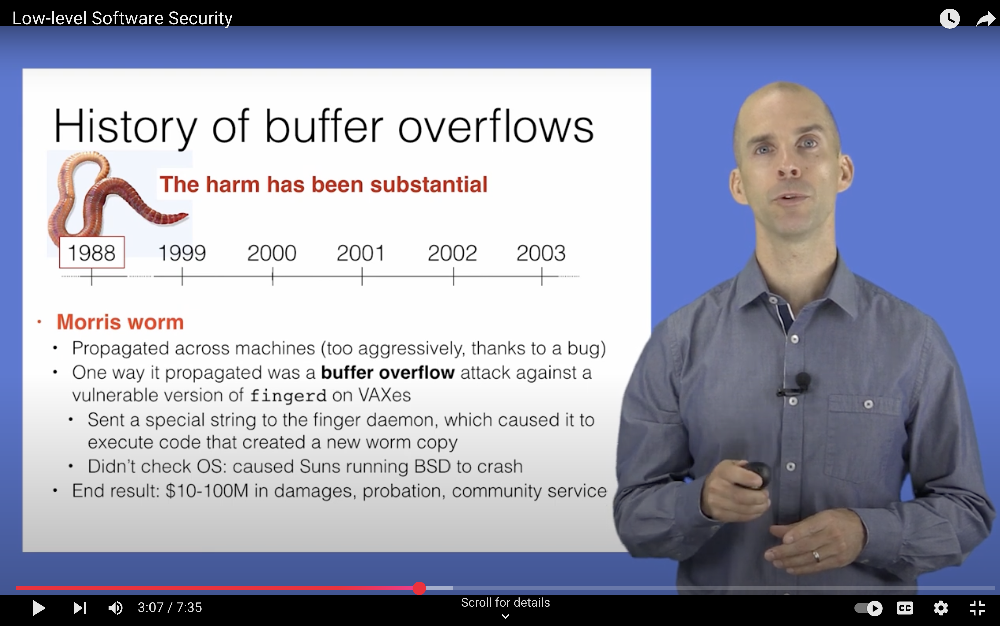 Low-level Software Security
History of buffer overflows
The harm has been substantial
1988 1999 2000 2001 2002 2003
• Morris worm
• Propagated across machines (too aggressively, thanks to a bug)
• One way it propagated was a buffer overflow attack against a
vulnerable version of fingerd on VAXes
• Sent a special string to the finger daemon, which caused it to
execute code that created a new worm copy
• Didn't check OS: caused Suns running BSD to crash
• End result: $10-100M in damages, probation, community service
3:07 / 7:35
Scroll for details
CC